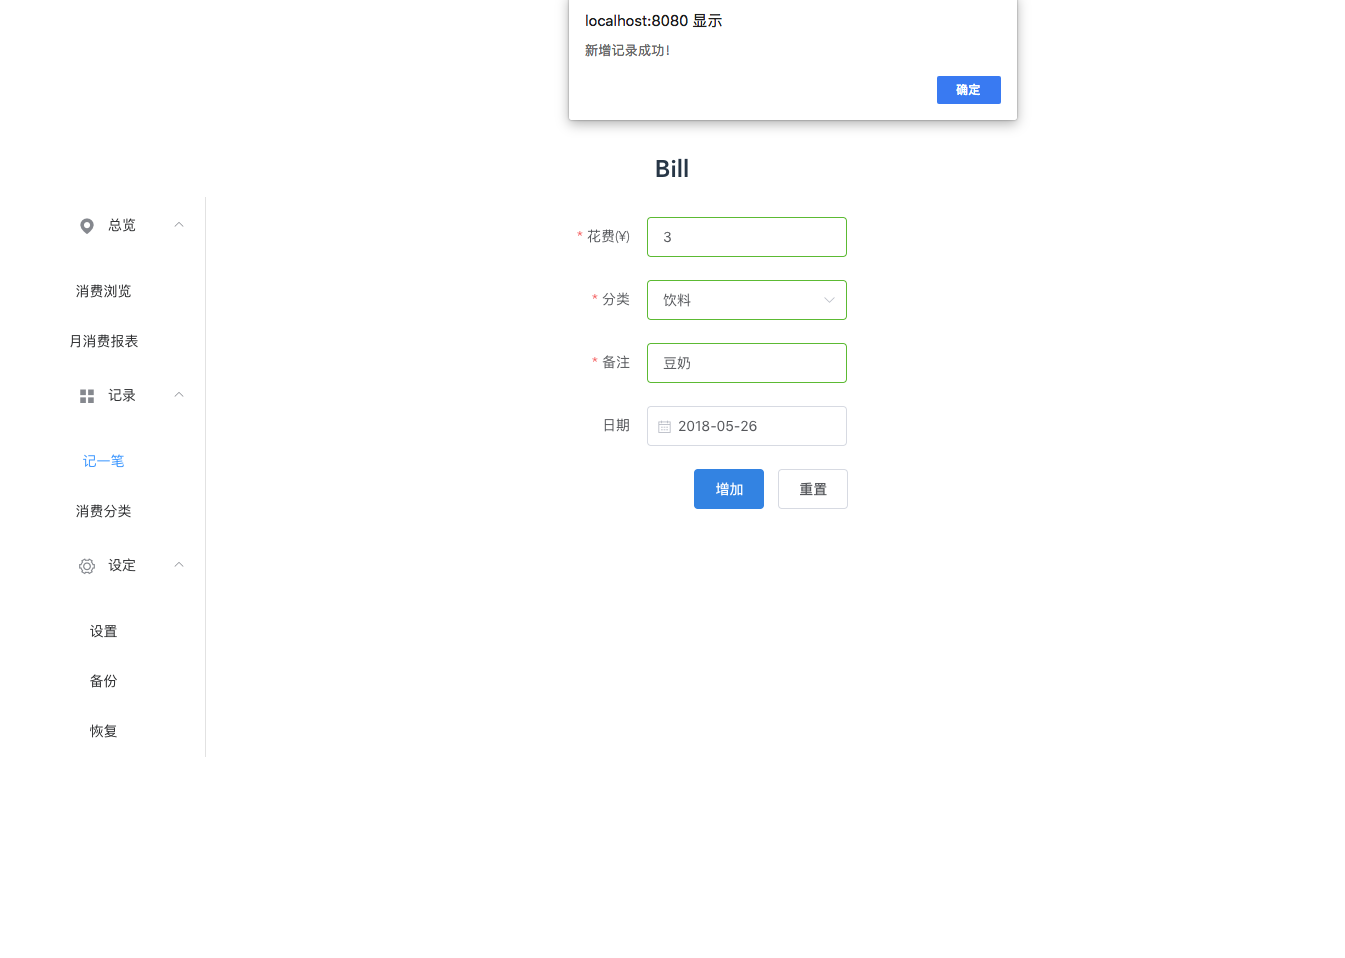 localhost:8080 显示
新增记录成功！
确定
Bill
总览
消费浏览
月消费报表
记录
记一笔
消费分类
设定
设置
备份
恢复
* 花费(¥) 3
* 分类 饮料
* 备注 豆奶
日期 2018-05-26
增加 重置